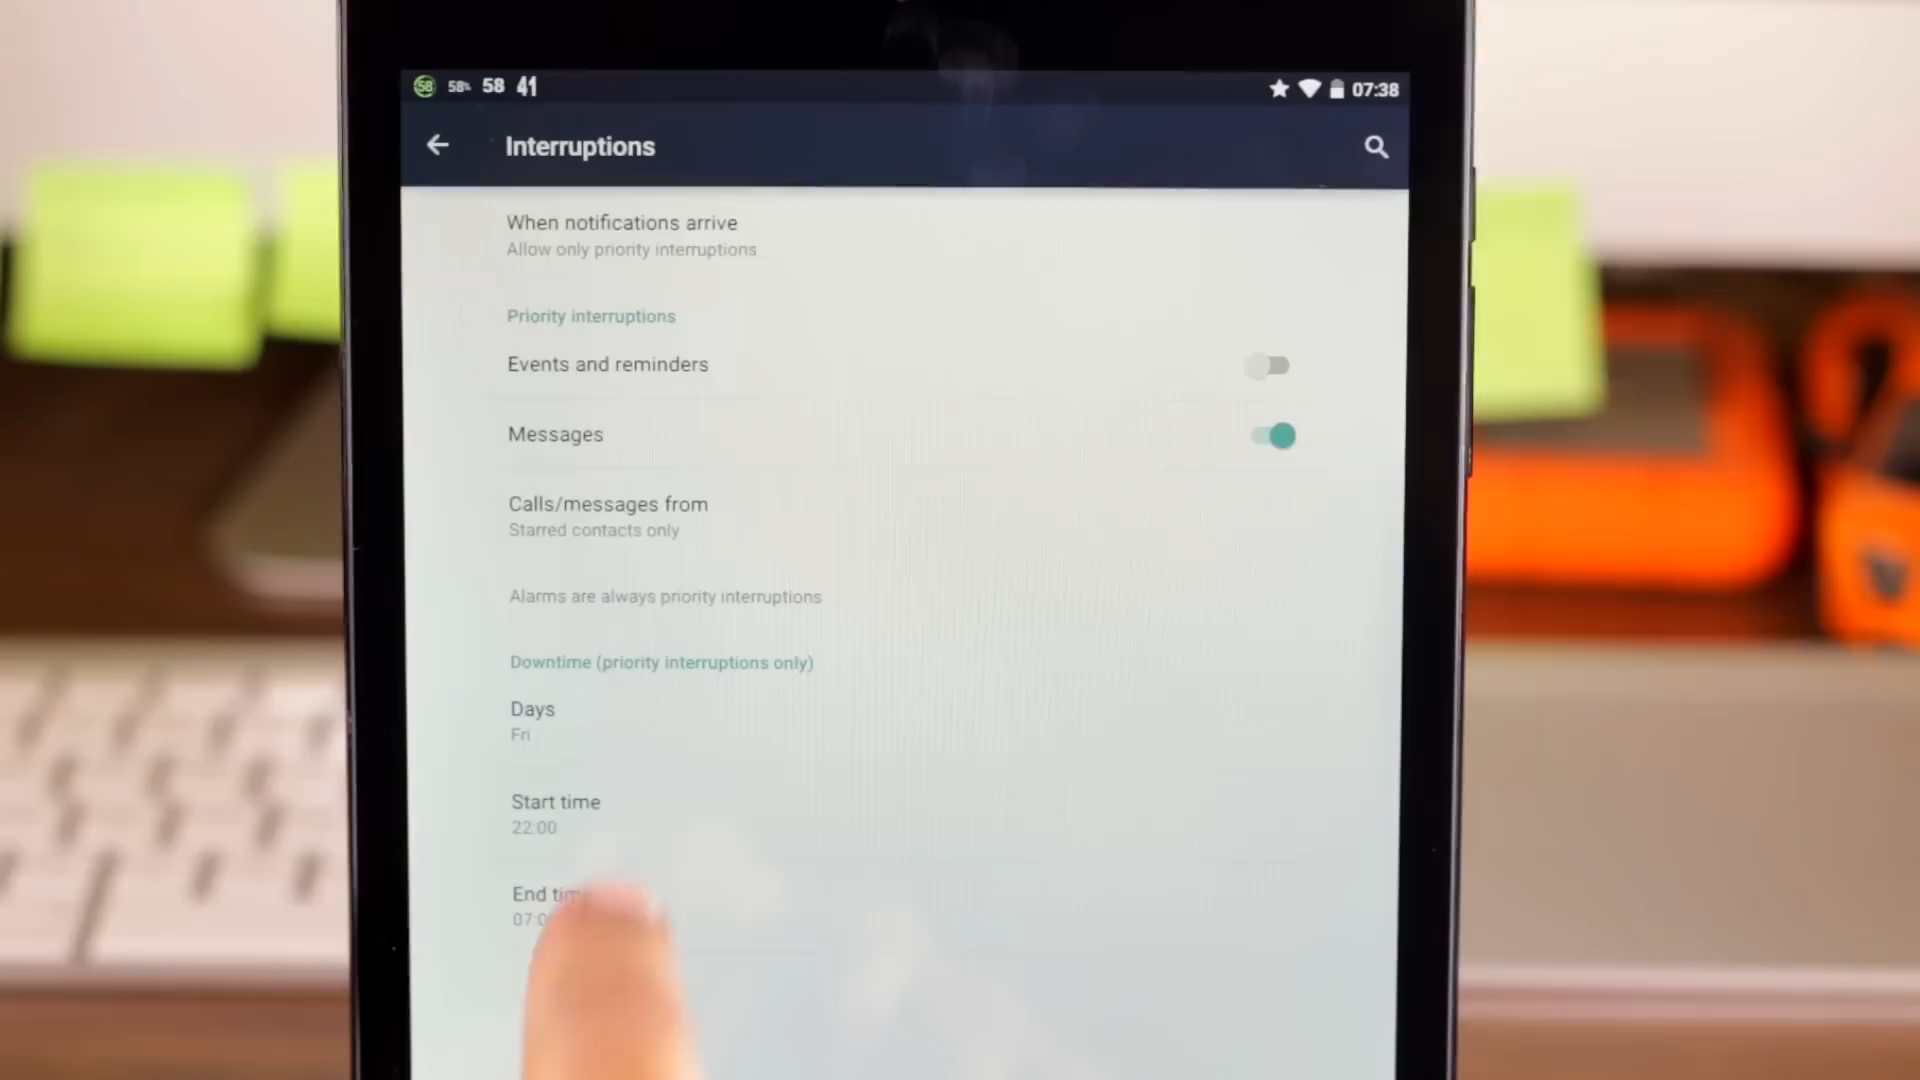 58 58% 58 41 07:38
Interruptions
When notifications arrive
Allow only priority interruptions
Priority interruptions
Events and reminders
Messages
Calls/messages from
Starred contacts only
Alarms are always priority interruptions
Downtime (priority interruptions only)
Days
Fri
Start time
22:00
End time